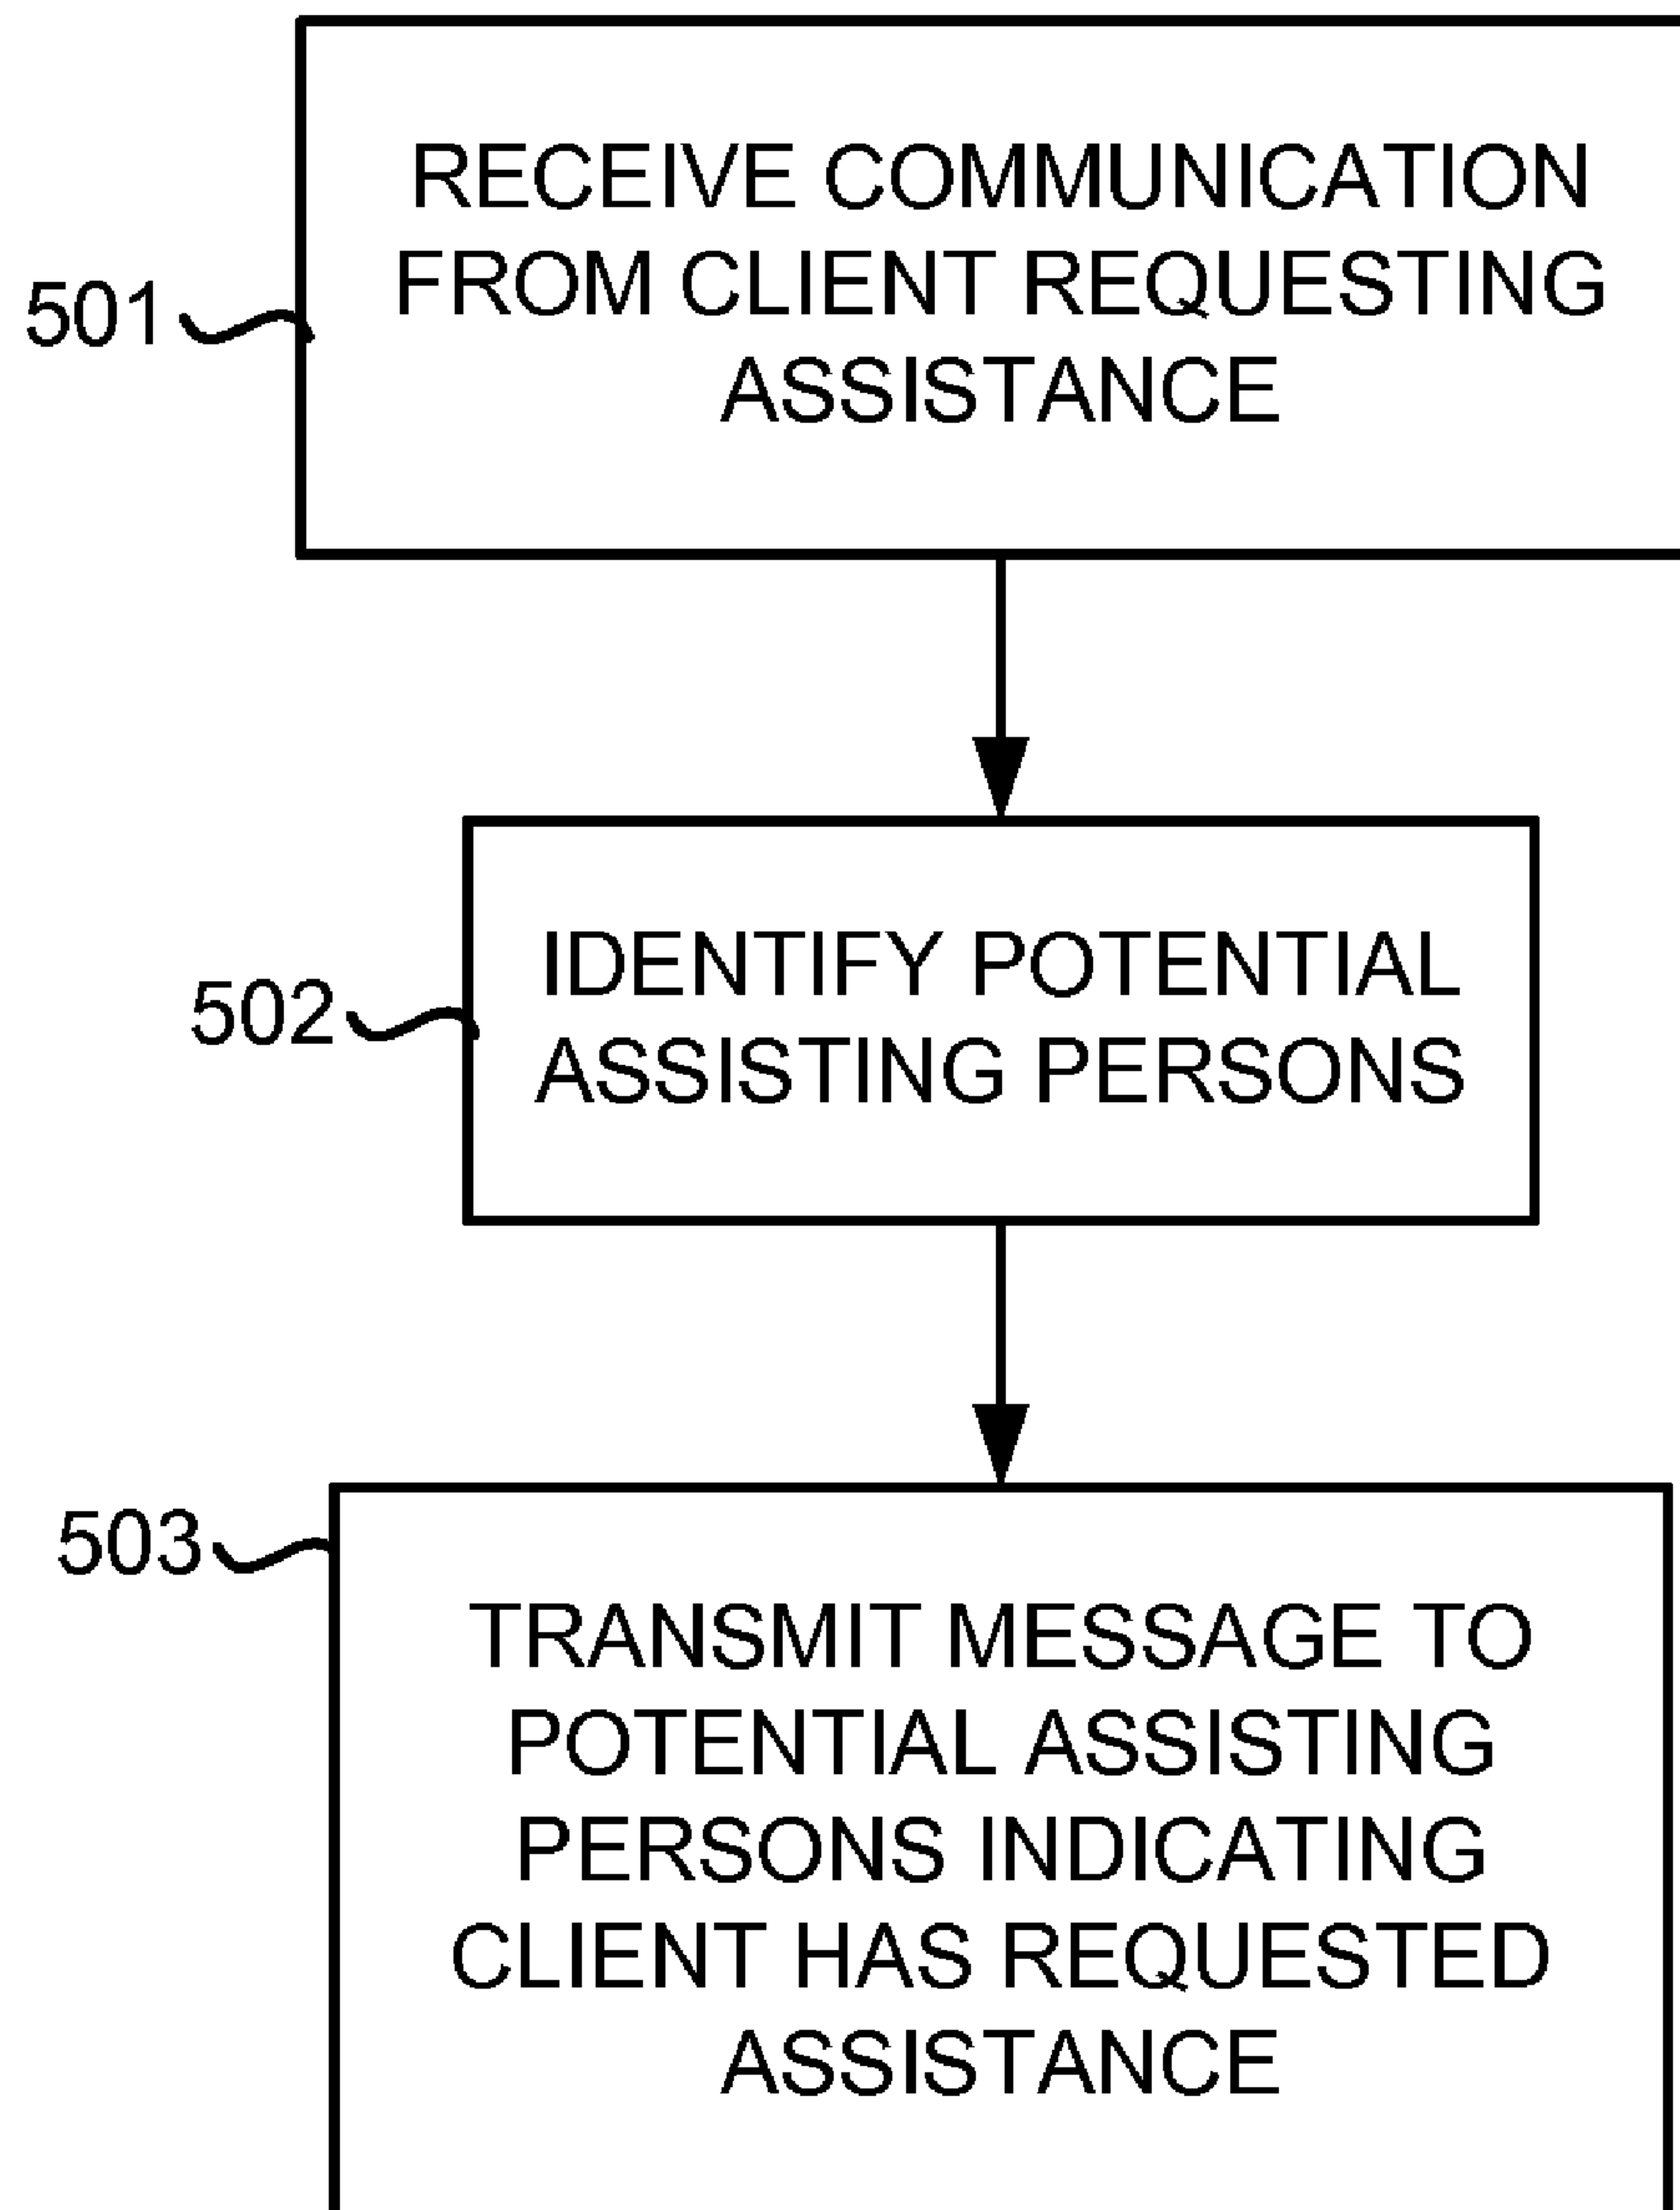 RECEIVE COMMUNICATION
FROM CLIENT REQUESTING
ASSISTANCE
501
IDENTIFY POTENTIAL
ASSISTING PERSONS
502
503
TRANSMIT MESSAGE TO
POTENTIAL ASSISTING
PERSONS INDICATING
CLIENT HAS REQUESTED
ASSISTANCE